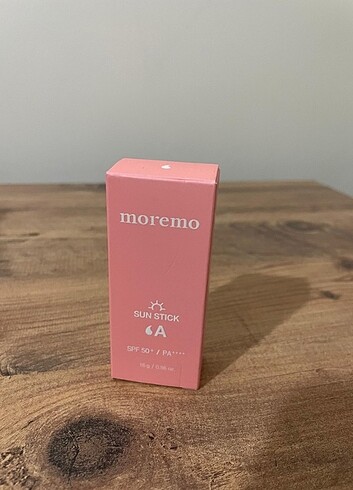 moremo
SUN STICK
A
SPF 50+ / PA++++